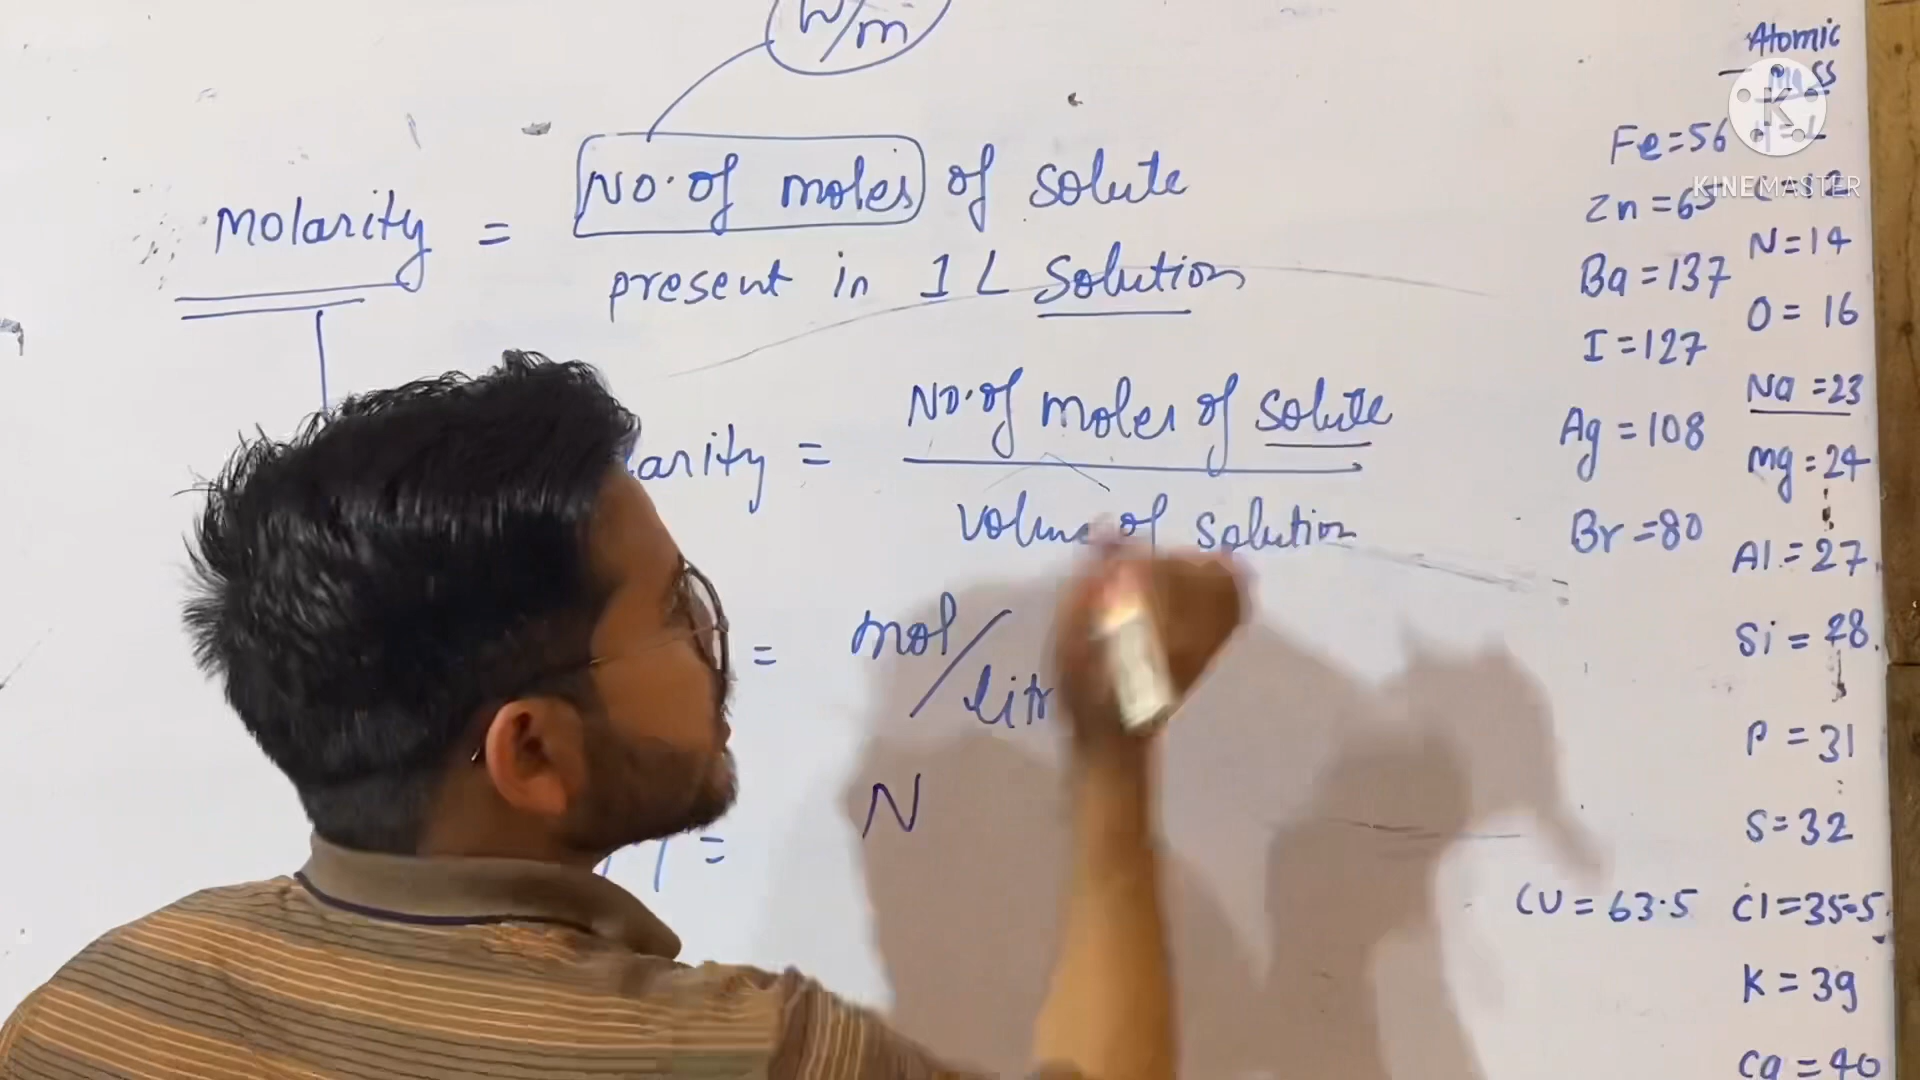 W/m
Molarity = No. of moles of solute
present in 1 L solution
larity = No. of moles of solute
volume of solution
= mol/litr
= N
Atomic
mass
Fe=56
Zn=65
Ba=137
I=127
Ag=108
Br=80
Cu=63.5
N=14
O=16
Na=23
Mg=24
Al=27
Si=28
P=31
S=32
Cl=35.5
K=39
Ca=40
KINEMASTER